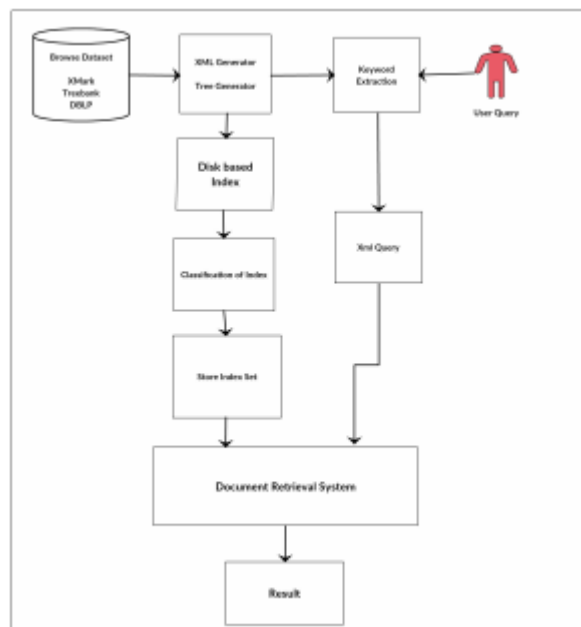 Browse Dataset
XMark
Treebank
DBLP
XML Generator
Tree Generator
Keyword
Extraction
User Query
Disk based
Index
Xml Query
Classification of Index
Store Index Set
Document Retrieval System
Result